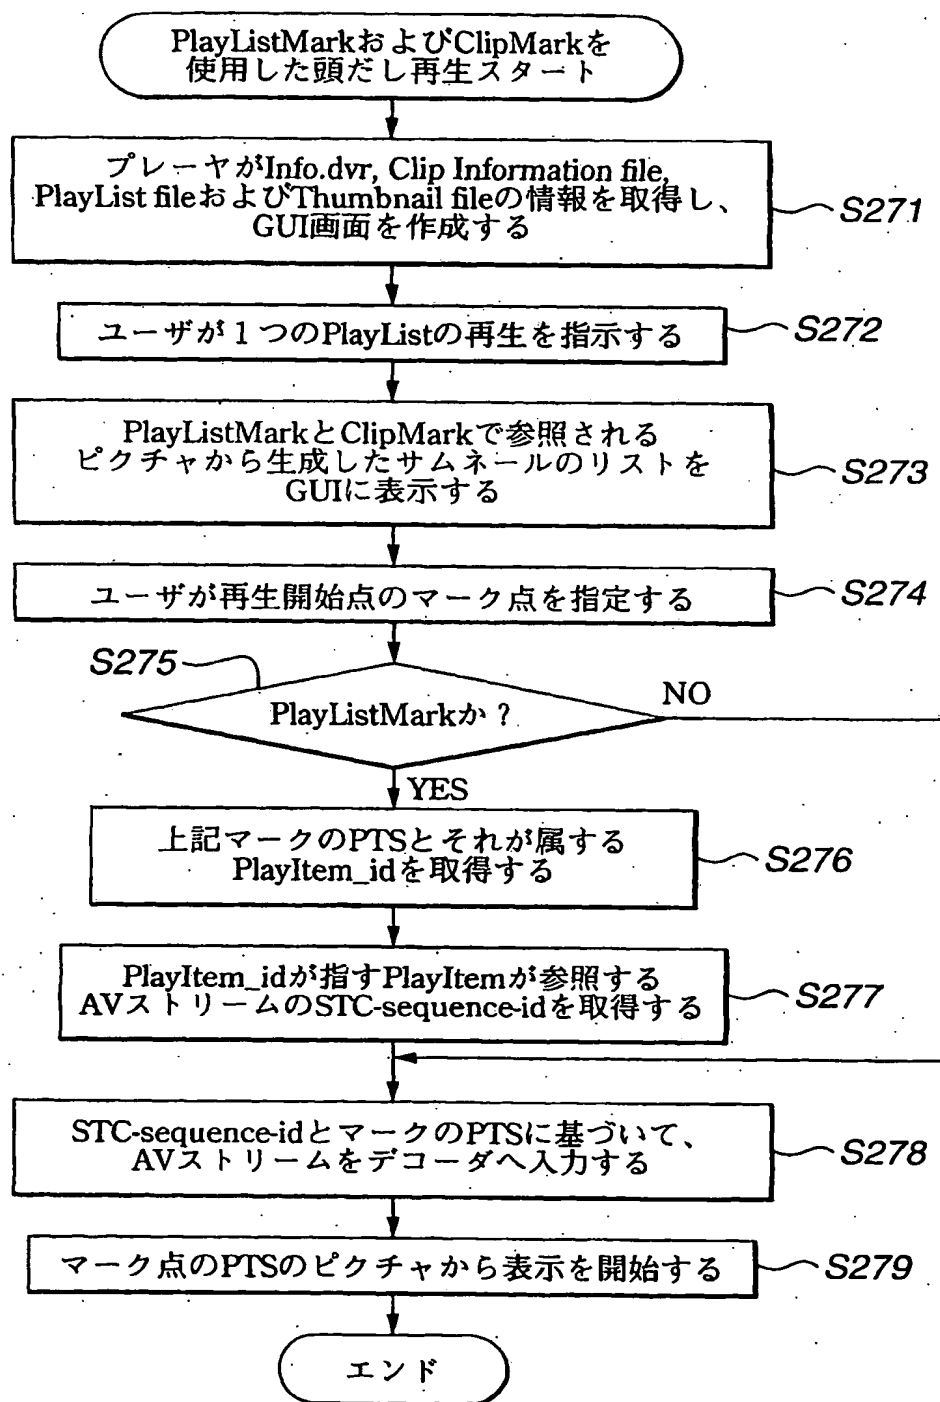 PlayListMarkおよびClipMarkを
使用した頭だし再生スタート
プレーヤがInfo.dvr, Clip Information file,
PlayList fileおよびThumbnail fileの情報を取得し、
GUI画面を作成する
S271
ユーザが１つのPlayListの再生を指示する
S272
PlayListMarkとClipMarkで参照される
ピクチャから生成したサムネールのリストを
GUIに表示する
S273
ユーザが再生開始点のマーク点を指定する
S274
S275
PlayListMarkか？
NO
YES
上記マークのPTSとそれが属する
PlayItem_idを取得する
S276
PlayItem_idが指すPlayItemが参照する
AVストリームのSTC-sequence-idを取得する
S277
STC-sequence-idとマークのPTSに基づいて、
AVストリームをデコーダへ入力する
S278
マーク点のPTSのピクチャから表示を開始する
S279
エンド